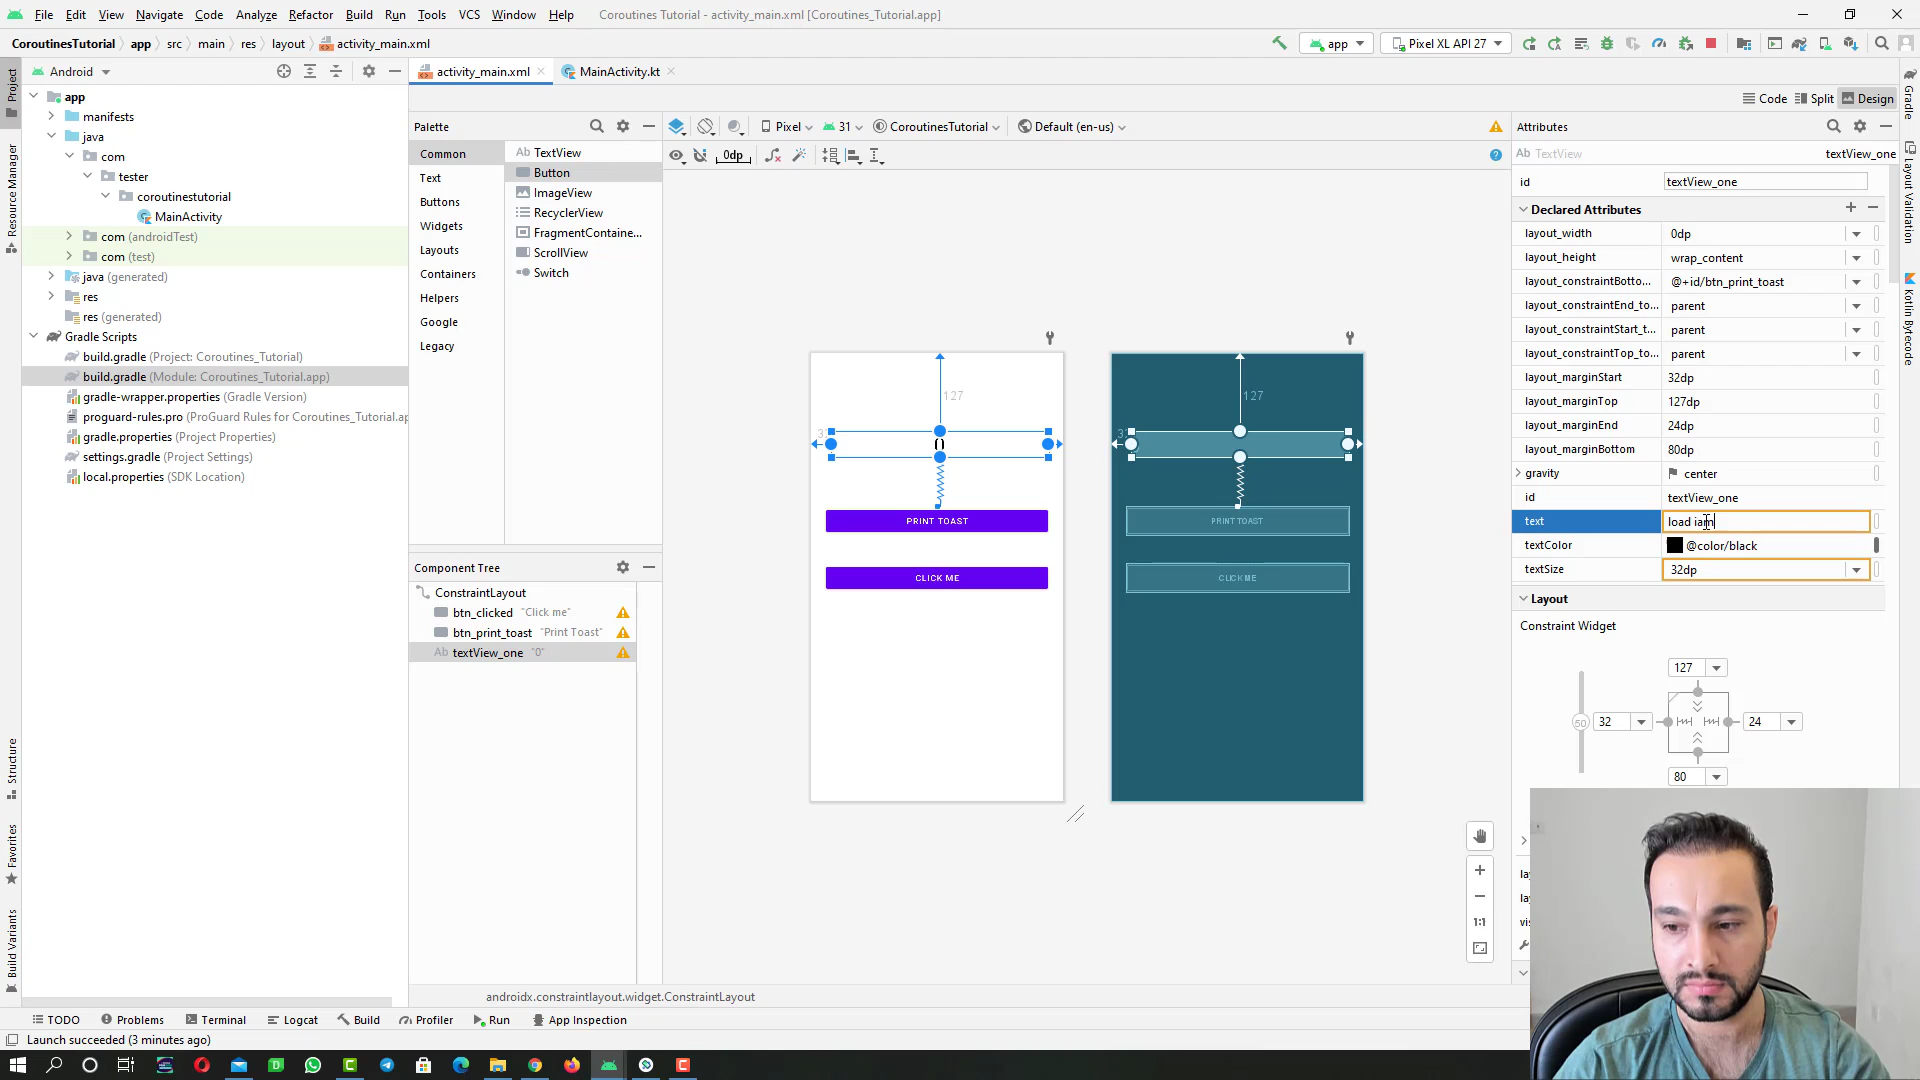 File Edit View Navigate Code Analyze Refactor Build Run Tools VCS Window Help Coroutines Tutorial - activity_main.xml [Coroutines_Tutorial.app]
CoroutinesTutorial app src main res layout activity_main.xml app Pixel XL API 27
Android activity_main.xml MainActivity.kt
Code Split Design
Project
Resource Manager
Structure
Favorites
Build Variants
app
manifests
java
com
tester
coroutinestutorial
MainActivity
com (androidTest)
com (test)
java (generated)
res
res (generated)
Gradle Scripts
build.gradle (Project: Coroutines_Tutorial)
build.gradle (Module: Coroutines_Tutorial.app)
gradle-wrapper.properties (Gradle Version)
proguard-rules.pro (ProGuard Rules for Coroutines_Tutorial.ap
gradle.properties (Project Properties)
settings.gradle (Project Settings)
local.properties (SDK Location)
Palette
Common
Text
Buttons
Widgets
Layouts
Containers
Helpers
Google
Legacy
Ab TextView
Button
ImageView
RecyclerView
FragmentContaine...
ScrollView
Switch
Component Tree
ConstraintLayout
btn_clicked "Click me"
btn_print_toast "Print Toast"
Ab textView_one "0"
Pixel 31 CoroutinesTutorial Default (en-us)
0dp
127
0
PRINT TOAST
CLICK ME
127
PRINT TOAST
CLICK ME
1:1
androidx.constraintlayout.widget.ConstraintLayout
Attributes
Ab TextView textView_one
id textView_one
Declared Attributes
layout_width 0dp
layout_height wrap_content
layout_constraintBotto... @+id/btn_print_toast
layout_constraintEnd_to... parent
layout_constraintStart_t... parent
layout_constraintTop_to... parent
layout_marginStart 32dp
layout_marginTop 127dp
layout_marginEnd 24dp
layout_marginBottom 80dp
gravity center
id textView_one
text load iam
textColor @color/black
textSize 32dp
Layout
Constraint Widget
127
50 32 24
80
la
la
vis
Gradle
Layout Validation
Kotlin Bytecode
TODO Problems Terminal Logcat Build Profiler Run App Inspection
Launch succeeded (3 minutes ago)